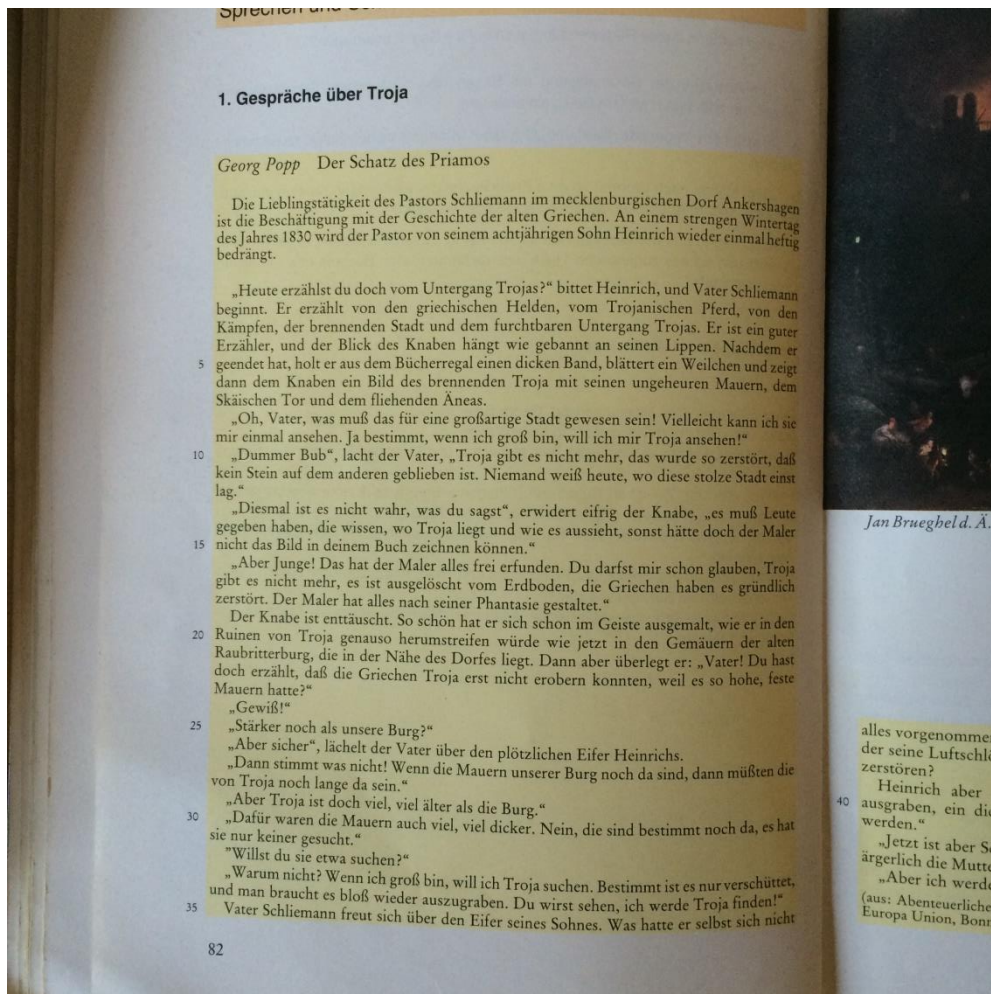 Sprechen und
1. Gespräche über Troja
Georg Popp Der Schatz des Priamos
Die Lieblingstätigkeit des Pastors Schliemann im mecklenburgischen Dorf Ankershagen
ist die Beschäftigung mit der Geschichte der alten Griechen. An einem strengen Wintertag
des Jahres 1830 wird der Pastor von seinem achtjährigen Sohn Heinrich wieder einmal heftig
bedrängt.
„Heute erzählst du doch vom Untergang Trojas?“ bittet Heinrich, und Vater Schliemann
beginnt. Er erzählt von den griechischen Helden, vom Trojanischen Pferd, von den
Kämpfen, der brennenden Stadt und dem furchtbaren Untergang Trojas. Er ist ein guter
Erzähler, und der Blick des Knaben hängt wie gebannt an seinen Lippen. Nachdem er
5 geendet hat, holt er aus dem Bücherregal einen dicken Band, blättert ein Weilchen und zeigt
dann dem Knaben ein Bild des brennenden Troja mit seinen ungeheuren Mauern, dem
Skäischen Tor und dem fliehenden Äneas.
„Oh, Vater, was muß das für eine großartige Stadt gewesen sein! Vielleicht kann ich sie
mir einmal ansehen. Ja bestimmt, wenn ich groß bin, will ich mir Troja ansehen!“
10 „Dummer Bub“, lacht der Vater, „Troja gibt es nicht mehr, das wurde so zerstört, daß
kein Stein auf dem anderen geblieben ist. Niemand weiß heute, wo diese stolze Stadt einst
lag.“
„Diesmal ist es nicht wahr, was du sagst“, erwidert eifrig der Knabe, „es muß Leute
gegeben haben, die wissen, wo Troja liegt und wie es aussieht, sonst hätte doch der Maler
15 nicht das Bild in deinem Buch zeichnen können.“
„Aber Junge! Das hat der Maler alles frei erfunden. Du darfst mir schon glauben, Troja
gibt es nicht mehr, es ist ausgelöscht vom Erdboden, die Griechen haben es gründlich
zerstört. Der Maler hat alles nach seiner Phantasie gestaltet.“
Der Knabe ist enttäuscht. So schön hat er sich schon im Geiste ausgemalt, wie er in den
20 Ruinen von Troja genauso herumstreifen würde wie jetzt in den Gemäuern der alten
Raubritterburg, die in der Nähe des Dorfes liegt. Dann aber überlegt er: „Vater! Du hast
doch erzählt, daß die Griechen Troja erst nicht erobern konnten, weil es so hohe, feste
Mauern hatte?“
„Gewiß!“
25 „Stärker noch als unsere Burg?“
„Aber sicher“, lächelt der Vater über den plötzlichen Eifer Heinrichs.
„Dann stimmt was nicht! Wenn die Mauern unserer Burg noch da sind, dann müßten die
von Troja noch lange da sein.“
„Aber Troja ist doch viel, viel älter als die Burg.“
30 „Dafür waren die Mauern auch viel, viel dicker. Nein, die sind bestimmt noch da, es hat
sie nur keiner gesucht.“
"Willst du sie etwa suchen?“
„Warum nicht? Wenn ich groß bin, will ich Troja suchen. Bestimmt ist es nur verschüttet,
und man braucht es bloß wieder auszugraben. Du wirst sehen, ich werde Troja finden!“
35 Vater Schliemann freut sich über den Eifer seines Sohnes. Was hatte er selbst sich nicht
82
Jan Brueghel d. Ä.
alles vorgenommen
der seine Luftschlö
zerstören?
Heinrich aber
40 ausgraben, ein die
werden.“
„Jetzt ist aber S
ärgerlich die Mutte
„Aber ich werde
(aus: Abenteuerliche
Europa Union, Bonn